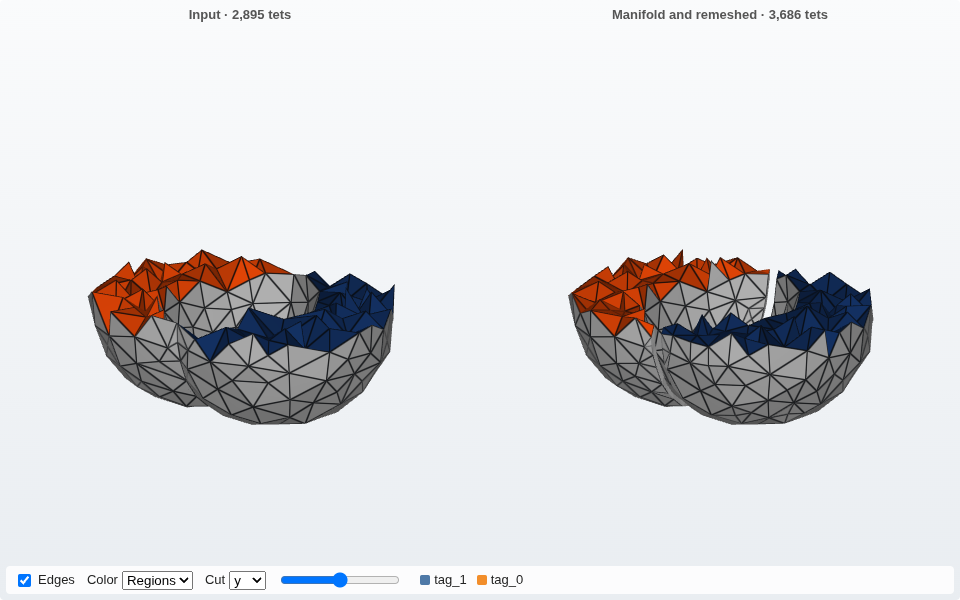 Input · 2,895 tets
Manifold and remeshed · 3,686 tets
Edges Color Regions Cut y tag_1 tag_0